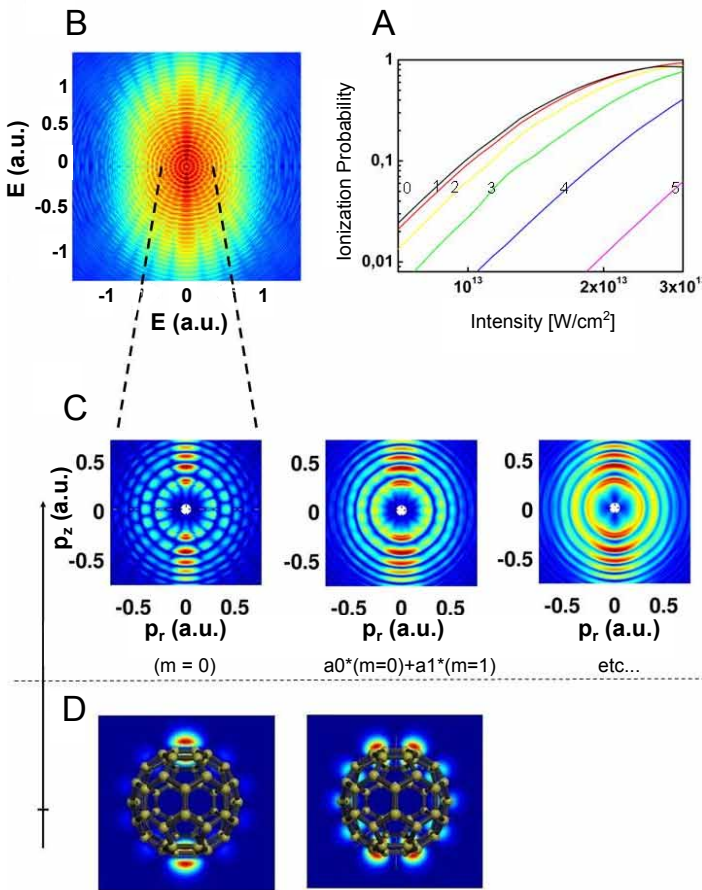 B
E (a.u.)
1
0.5
0
-0.5
-1
-1 0 1
E (a.u.)
A
Ionization Probability
1
0,1
0,01
0 1 2 3 4 5
10¹³ 2x10¹³ 3x10¹
Intensity [W/cm²]
C
p_z (a.u.)
0.5
0
-0.5
-0.5 0 0.5
p_r (a.u.)
(m = 0)
0.5
0
-0.5
-0.5 0 0.5
p_r (a.u.)
a0*(m=0)+a1*(m=1)
0.5
0
-0.5
-0.5 0 0.5
p_r (a.u.)
etc...
D